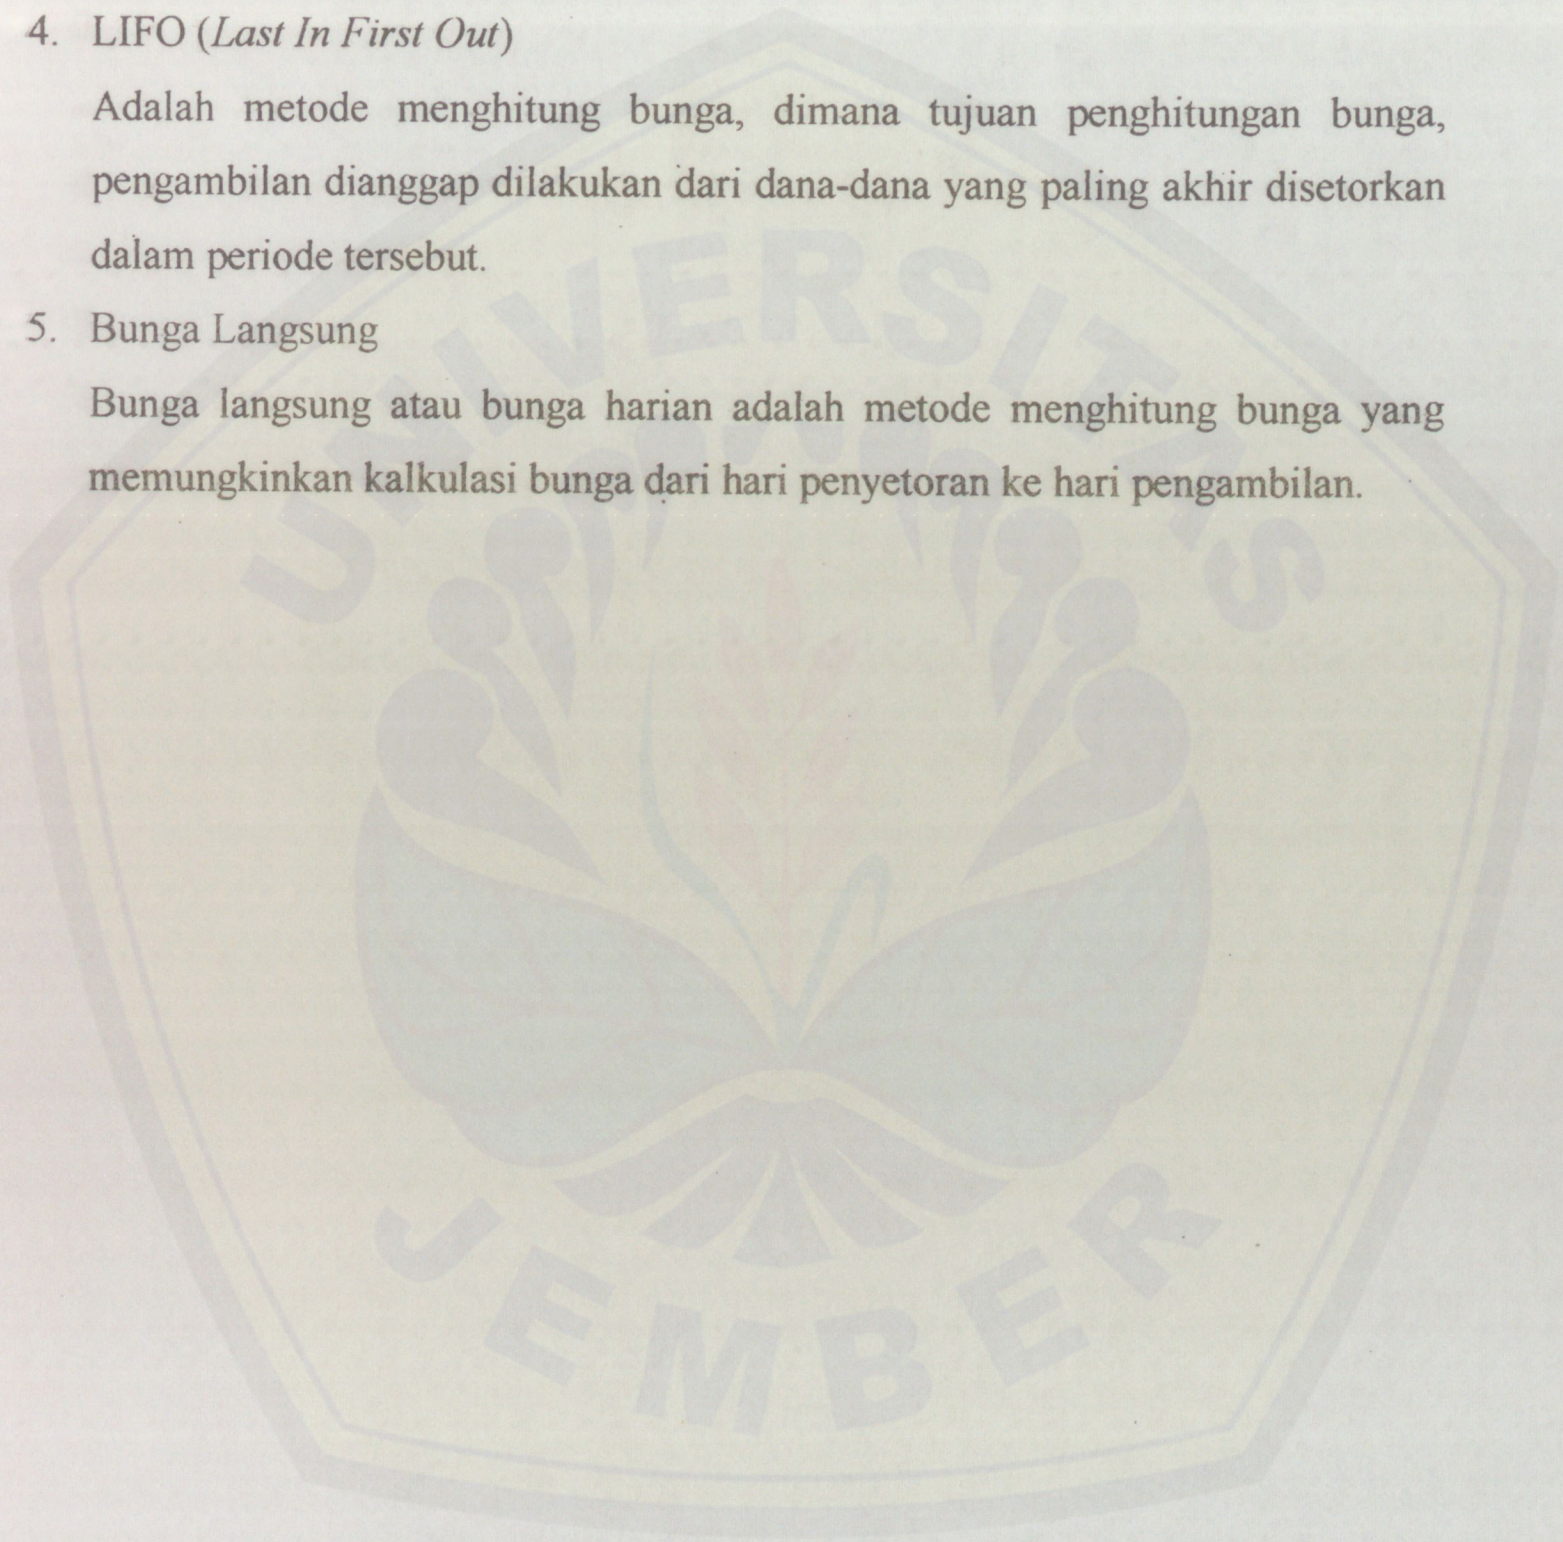 4. LIFO (Last In First Out)
Adalah metode menghitung bunga, dimana tujuan penghitungan bunga,
pengambilan dianggap dilakukan dari dana-dana yang paling akhir disetorkan
dalam periode tersebut.
5. Bunga Langsung
Bunga langsung atau bunga harian adalah metode menghitung bunga yang
memungkinkan kalkulasi bunga dari hari penyetoran ke hari pengambilan.
UNIVERSITAS
JEMBER